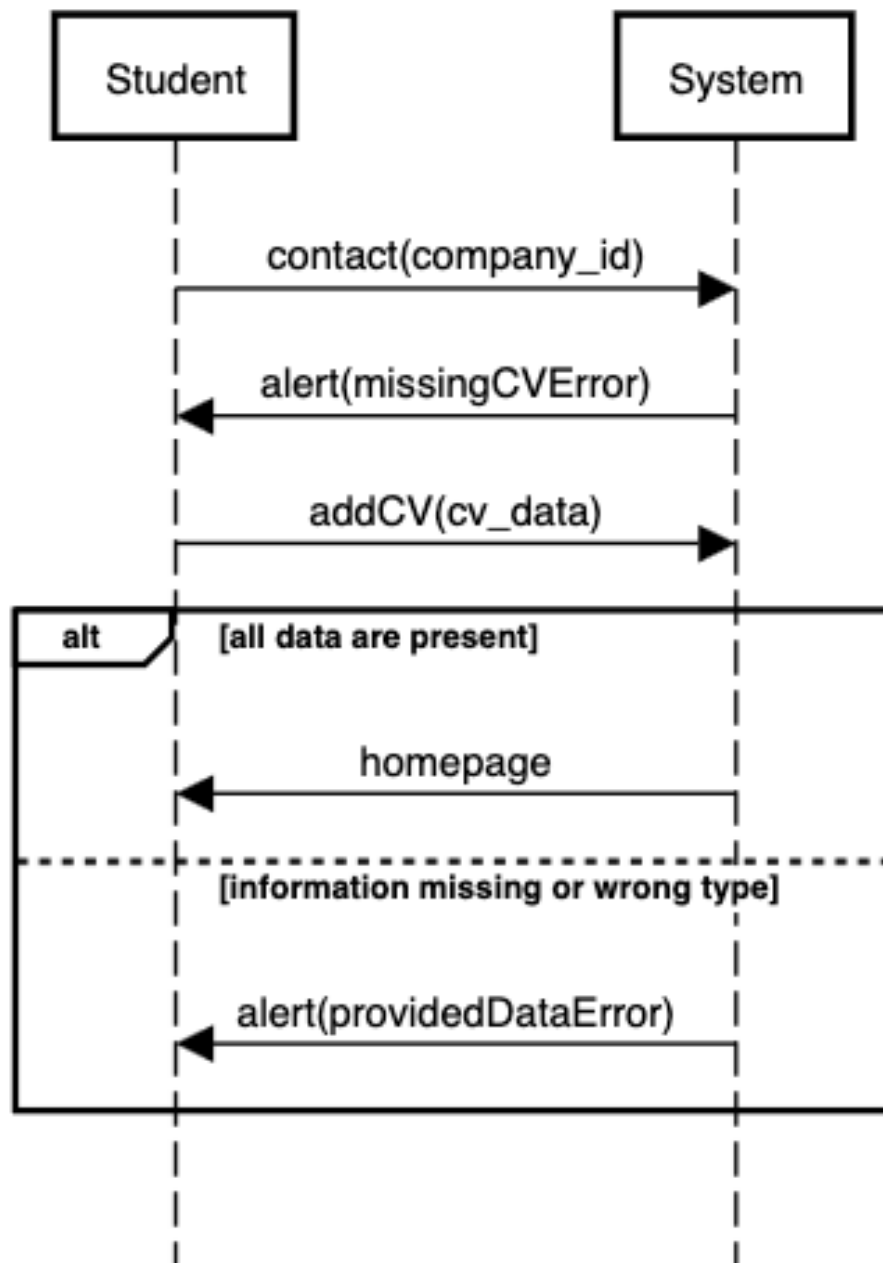 Student
System
contact(company_id)
alert(missingCVError)
addCV(cv_data)
alt
[all data are present]
homepage
[information missing or wrong type]
alert(providedDataError)